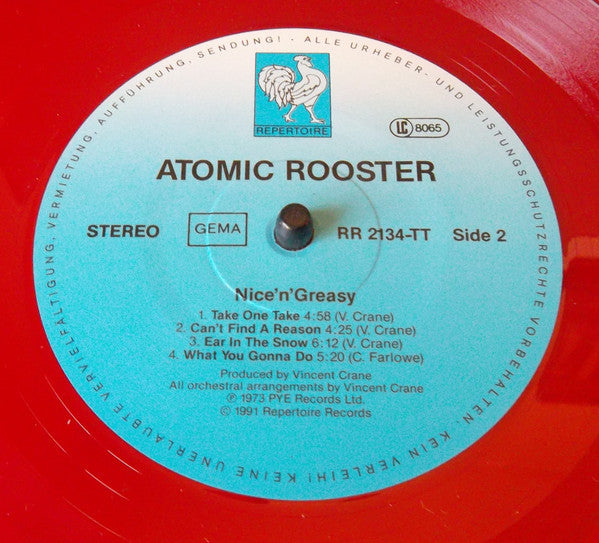 REPERTOIRE
LC 8065
ATOMIC ROOSTER
STEREO
GEMA
RR 2134-TT Side 2
Nice'n'Greasy
1. Take One Take 4:58 (V. Crane)
2. Can't Find A Reason 4:25 (V. Crane)
3. Ear In The Snow 6:12 (V. Crane)
4. What You Gonna Do 5:20 (C. Farlowe)
Produced by Vincent Crane
All orchestral arrangements by Vincent Crane
℗ 1973 PYE Records Ltd.
© 1991 Repertoire Records
ALLE URHEBER- UND LEISTUNGSSCHUTZRECHTE VORBEHALTEN. KEIN VERLEIH! KEINE UNERLAUBTE VERVIELFÄLTIGUNG, VERMIETUNG, AUFFÜHRUNG, SENDUNG! -